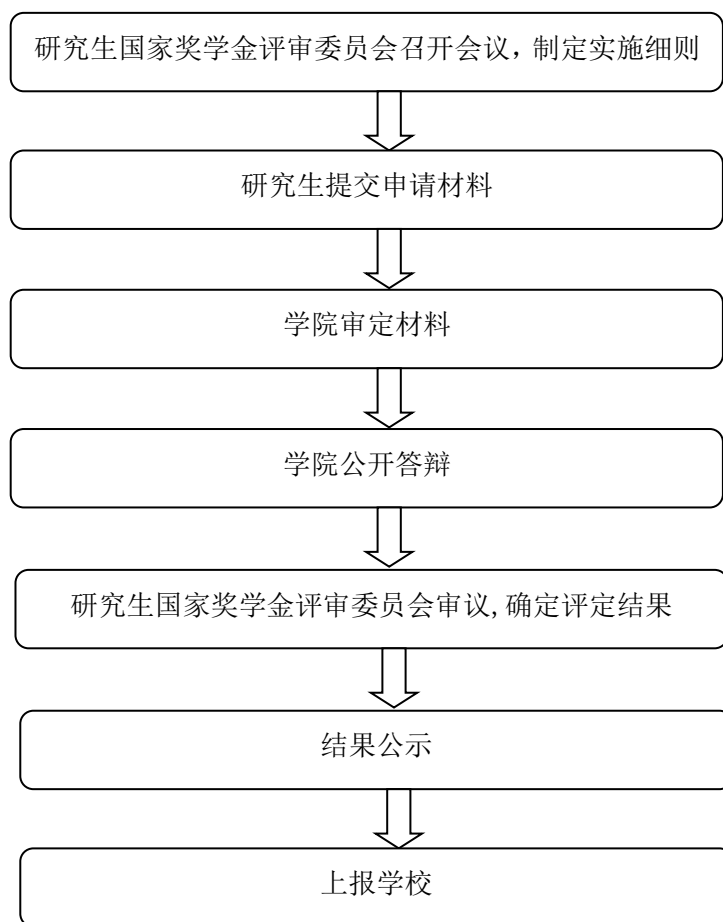 研究生国家奖学金评审委员会召开会议，制定实施细则
研究生提交申请材料
学院审定材料
学院公开答辩
研究生国家奖学金评审委员会审议,确定评定结果
结果公示
上报学校